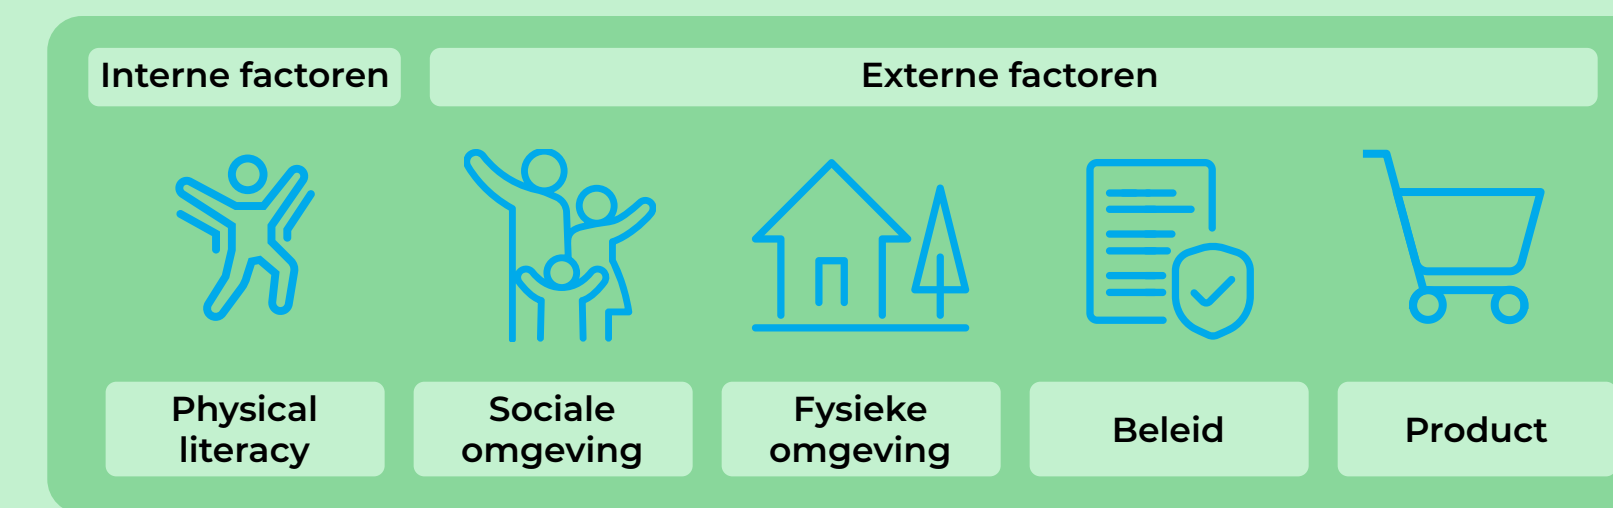 Interne factoren
Externe factoren
Physical
literacy
Sociale
omgeving
Fysieke
omgeving
Beleid
Product